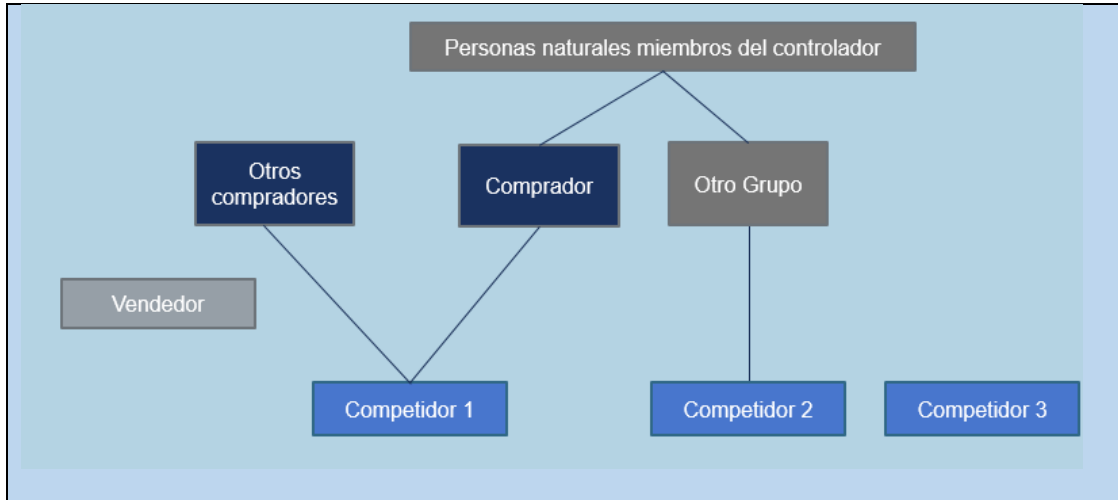 Personas naturales miembros del controlador
Otros
compradores
Comprador
Otro Grupo
Vendedor
Competidor 1
Competidor 2
Competidor 3